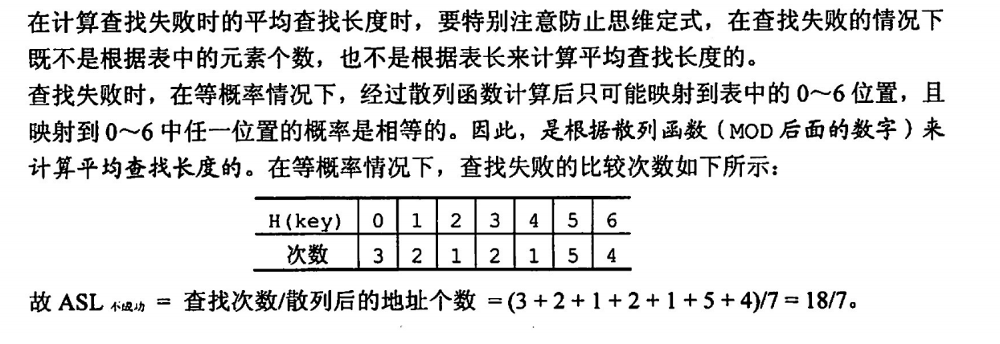 在计算查找失败时的平均查找长度时，要特别注意防止思维定式，在查找失败的情况下
既不是根据表中的元素个数，也不是根据表长来计算平均查找长度的。
查找失败时，在等概率情况下，经过散列函数计算后只可能映射到表中的 0～6 位置，且
映射到 0～6 中任一位置的概率是相等的。因此，是根据散列函数（MOD 后面的数字）来
计算平均查找长度的。在等概率情况下，查找失败的比较次数如下所示：
H(key) 0 1 2 3 4 5 6
次数 3 2 1 2 1 5 4
故 ASL 不成功 = 查找次数/散列后的地址个数 = (3 + 2 + 1 + 2 + 1 + 5 + 4)/7 = 18/7。